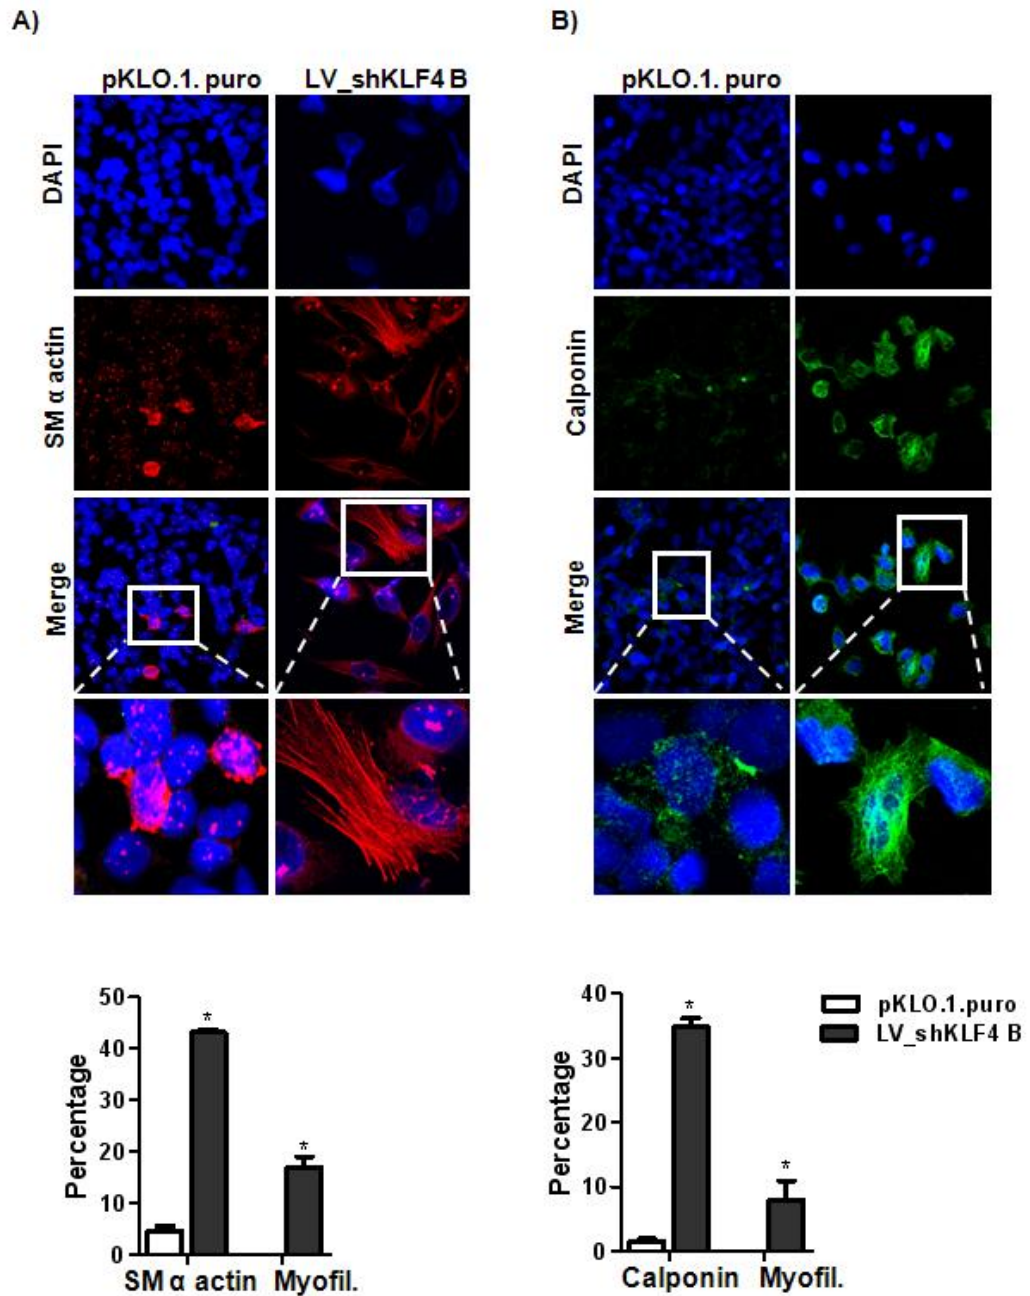 A)
B)
pKLO.1. puro
LV_shKLF4 B
pKLO.1. puro
DAPI
DAPI
SM α actin
Calponin
Merge
Merge
50
40
30
20
10
0
Percentage
*
*
SM α actin
Myofil.
40
30
20
10
0
Percentage
*
*
Calponin
Myofil.
pKLO.1.puro
LV_shKLF4 B